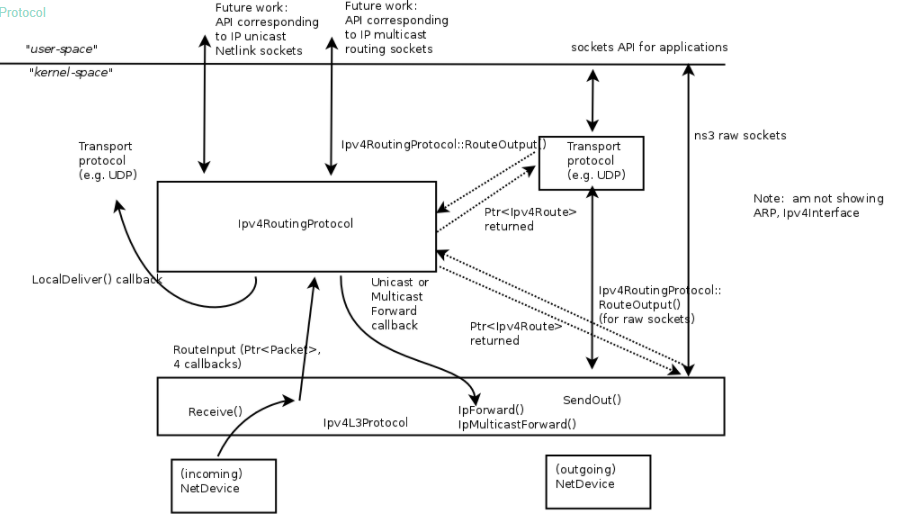 Protocol
Future work:
API corresponding
to IP unicast
Netlink sockets
Future work:
API corresponding
to IP multicast
routing sockets
"user-space"
sockets API for applications
"kernel-space"
ns3 raw sockets
Transport
protocol
(e.g. UDP)
Ipv4RoutingProtocol::RouteOutput()
Transport
protocol
(e.g. UDP)
Note:  am not showing
ARP, Ipv4Interface
Ipv4RoutingProtocol
Ptr<Ipv4Route>
returned
LocalDeliver() callback
Unicast or
Multicast
Forward
callback
Ipv4RoutingProtocol::
RouteOutput()
(for raw sockets)
Ptr<Ipv4Route>
returned
RouteInput (Ptr<Packet>,
4 callbacks)
Receive()
Ipv4L3Protocol
IpForward()
IpMulticastForward()
SendOut()
(incoming)
NetDevice
(outgoing)
NetDevice